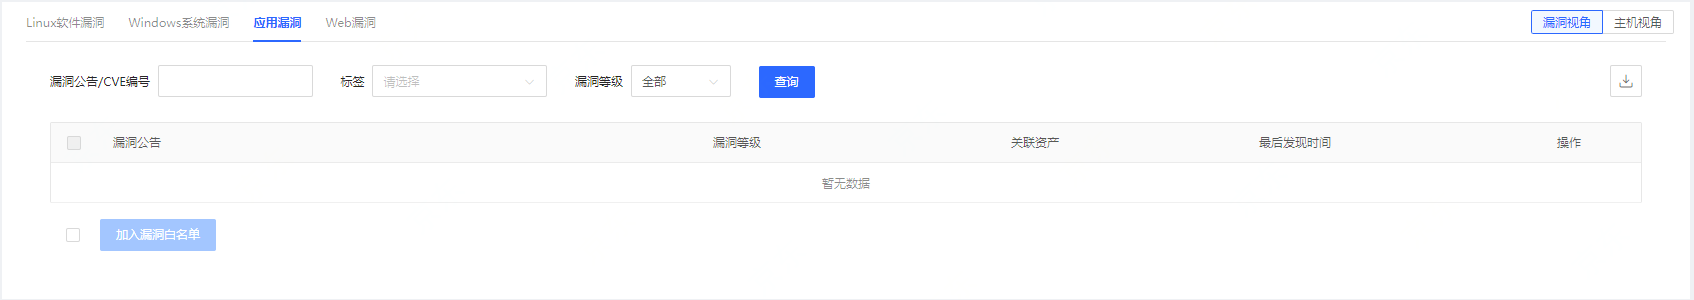 Linux软件漏洞 Windows系统漏洞 应用漏洞 Web漏洞 漏洞视角 主机视角
漏洞公告/CVE编号 标签 请选择 漏洞等级 全部 查询
漏洞公告 漏洞等级 关联资产 最后发现时间 操作
暂无数据
加入漏洞白名单